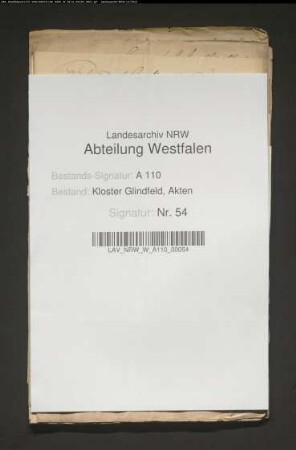 Landesarchiv NRW
Abteilung Westfalen
Bestands-Signatur: A 110
Bestand: Kloster Glindfeld, Akten
Signatur: Nr. 54
LAV_NRW_W_A110_00054